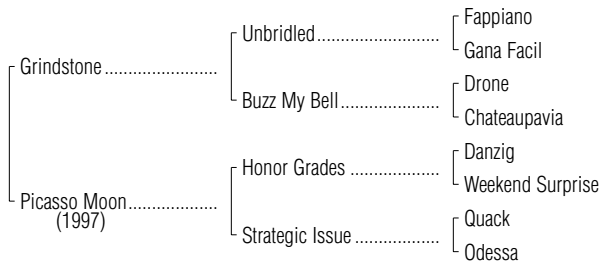 Fappiano
Unbridled
Gana Facil
Grindstone
Drone
Buzz My Bell
Chateaupavia
Danzig
Honor Grades
Weekend Surprise
Picasso Moon
(1997)
Quack
Strategic Issue
Odessa